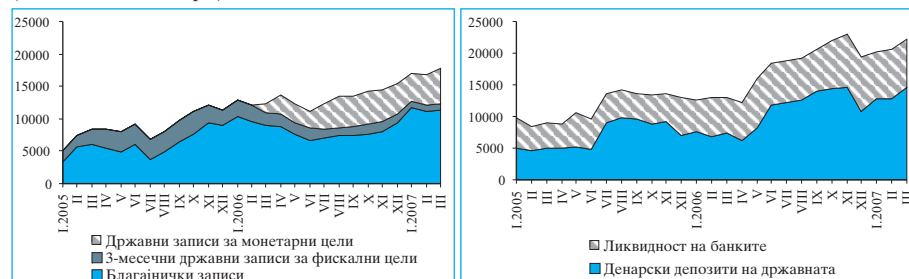 25000
20000
15000
10000
5000
0
I.2005
II
III
IV
V
VI
VII
VIII
IX
X
XI
XII
I.2006
II
III
IV
V
VI
VII
VIII
IX
X
XI
XII
I.2007
II
III
Државни записи за монетарни цели
3-месечни државни записи за фискални цели
Благајнички записи
25000
20000
15000
10000
5000
0
I.2005
II
III
IV
V
VI
VII
VIII
IX
X
XI
XII
I.2006
II
III
IV
V
VI
VII
VIII
IX
X
XI
XII
I.2007
II
III
Ликвидност на банките
Денарски депозити на државната